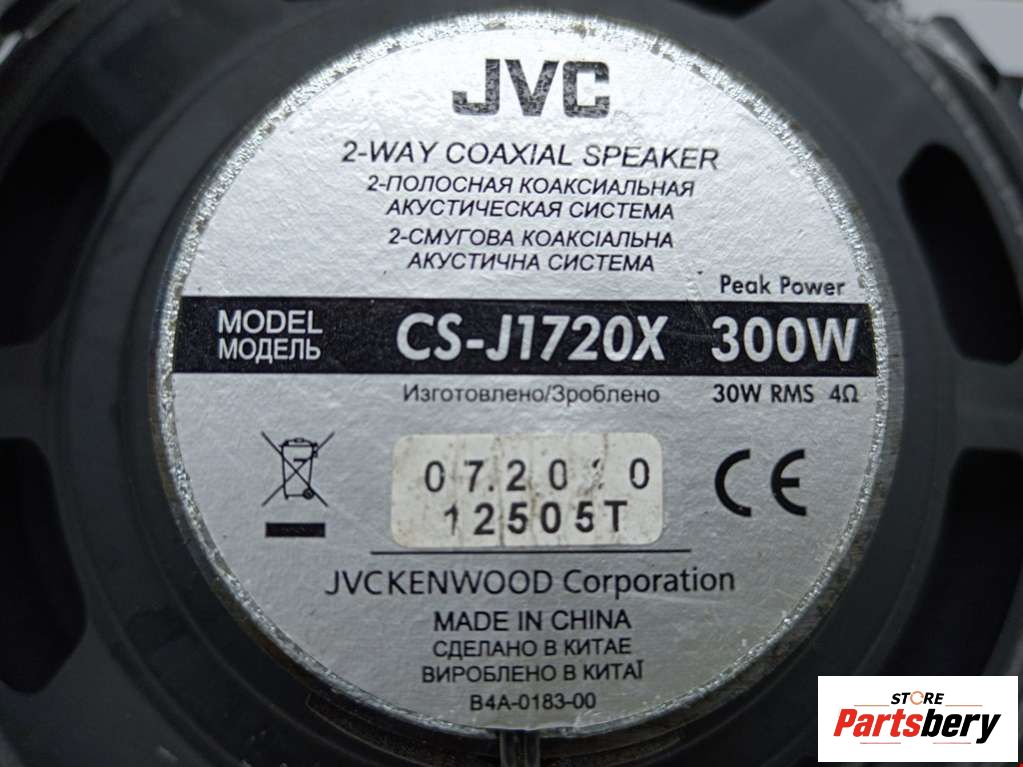 JVC
2-WAY COAXIAL SPEAKER
2-ПОЛОСНАЯ КОАКСИАЛЬНАЯ
АКУСТИЧЕСКАЯ СИСТЕМА
2-СМУГОВА КОАКСІАЛЬНА
АКУСТИЧНА СИСТЕМА
Peak Power
MODEL
МОДЕЛЬ
CS-J1720X 300W
Изготовлено/Зроблено 30W RMS 4Ω
12505T
CE
JVCKENWOOD Corporation
MADE IN CHINA
СДЕЛАНО В КИТАЕ
ВИРОБЛЕНО В КИТАЇ
B4A-0183-00
STORE
Partsbery